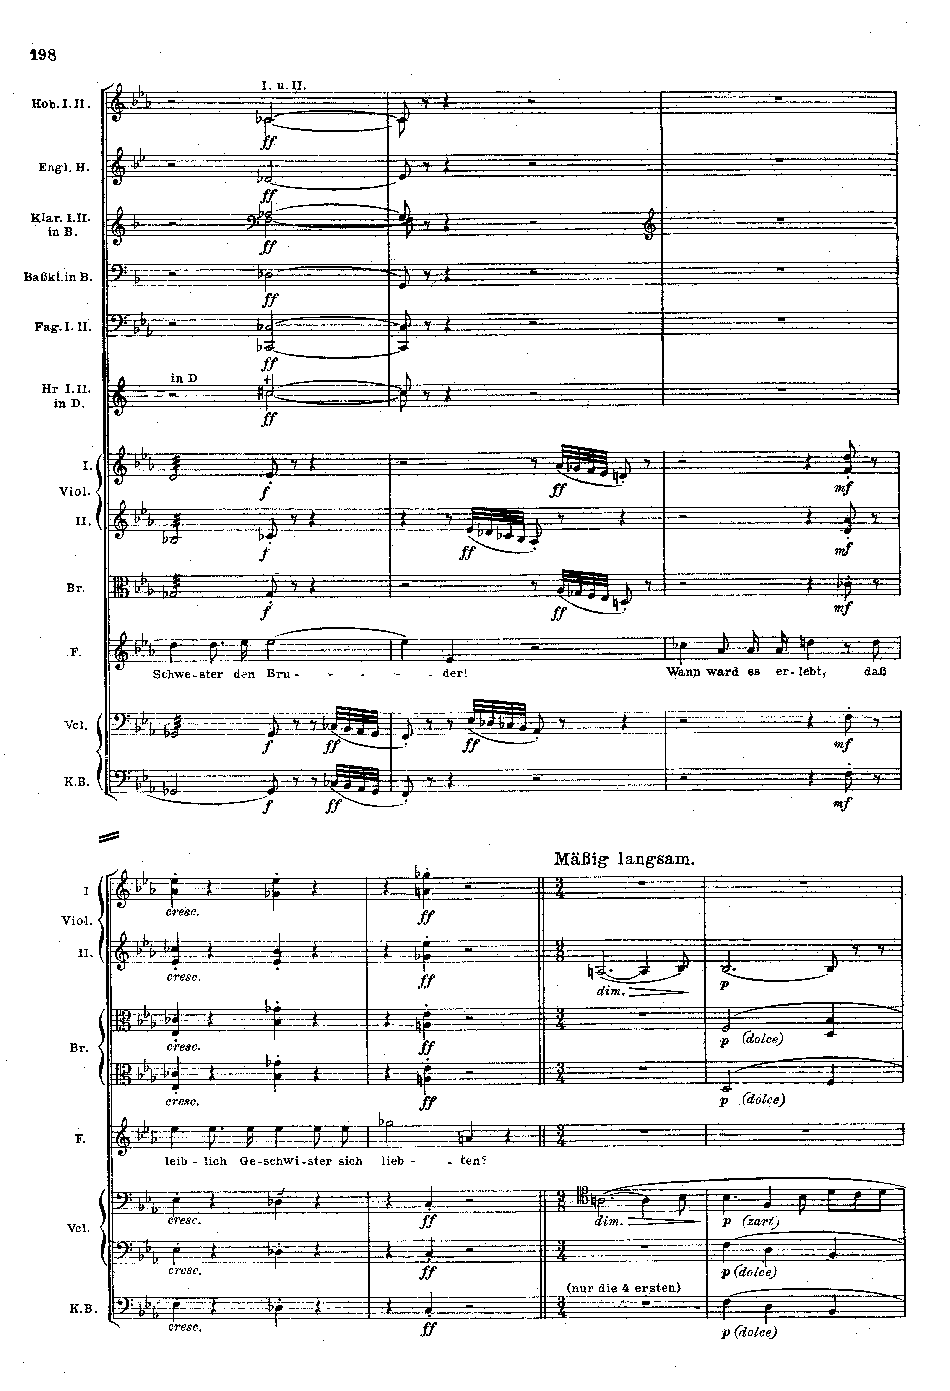 198
I. u. II.
Hob. I. II.
ff
Engl. H.
ff
Klar. I. II.
in B.
ff
Baßkl. in B.
ff
Fag. I. II.
ff
in D
Hr. I. II.
in D.
ff
I.
Viol.
f
ff
mf
II.
f
ff
mf
Br.
f
ff
mf
F.
Schwe-ster den Bru - - - - - der! Wann ward es er-lebt, daß
Vcl.
f
ff
ff
mf
K.B.
f
ff
mf
Mäßig langsam.
I
Viol.
cresc.
ff
II.
cresc.
ff
dim.
p
Br.
cresc.
ff
p (dolce)
cresc.
ff
p (dolce)
F.
leib - lich Ge-schwi-ster sich lieb - - ten?
Vcl.
cresc.
ff
dim.
p (zart)
cresc.
ff
p (dolce)
(nur die 4 ersten)
K.B.
cresc.
ff
p (dolce)